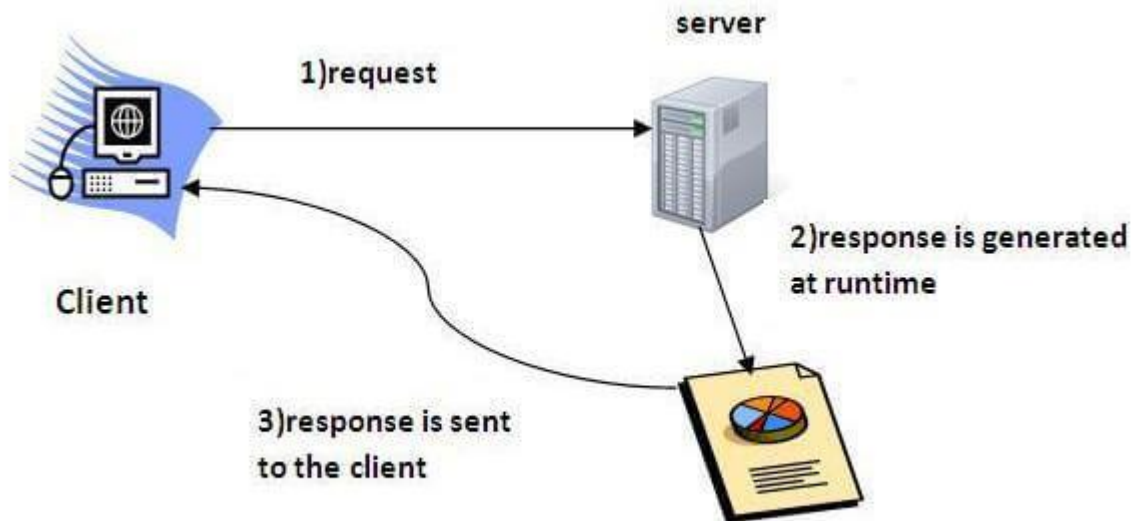 server
1)request
2)response is generated
at runtime
Client
3)response is sent
to the client